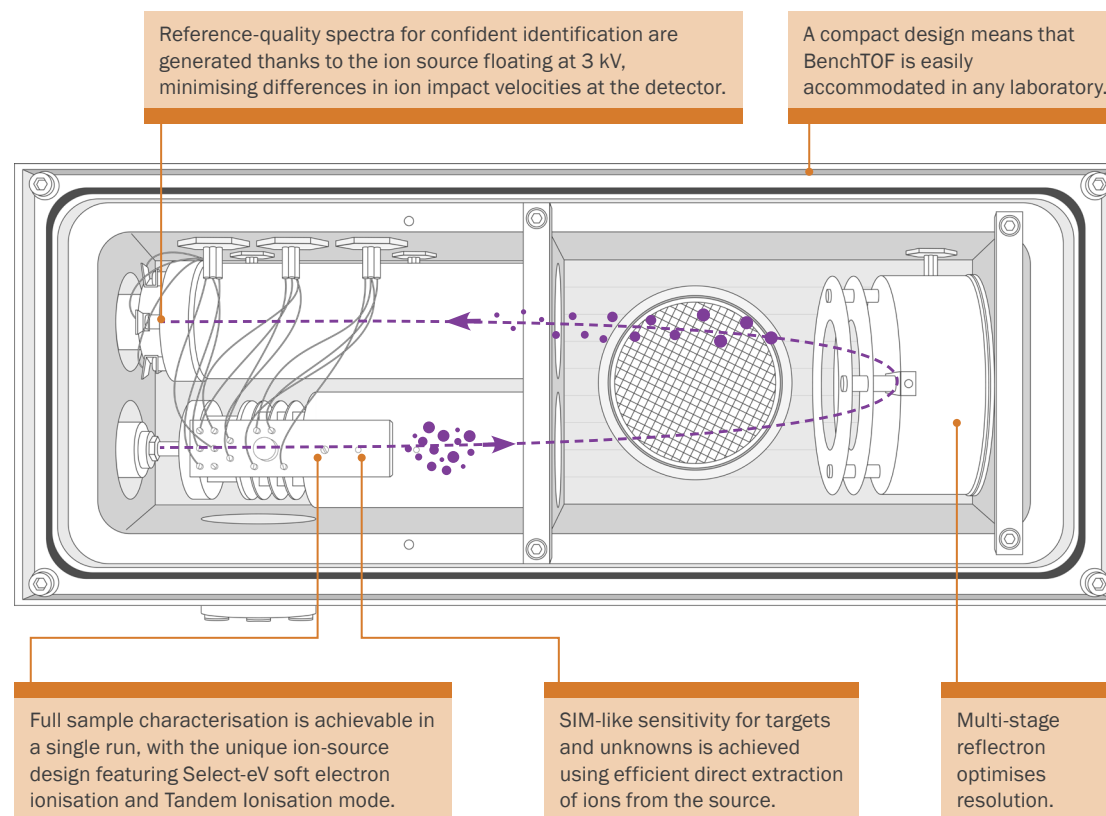 Reference-quality spectra for confident identification are
generated thanks to the ion source floating at 3 kV,
minimising differences in ion impact velocities at the detector.
A compact design means that
BenchTOF is easily
accommodated in any laboratory.
Full sample characterisation is achievable in
a single run, with the unique ion-source
design featuring Select-eV soft electron
ionisation and Tandem Ionisation mode.
SIM-like sensitivity for targets
and unknowns is achieved
using efficient direct extraction
of ions from the source.
Multi-stage
reflectron
optimises
resolution.